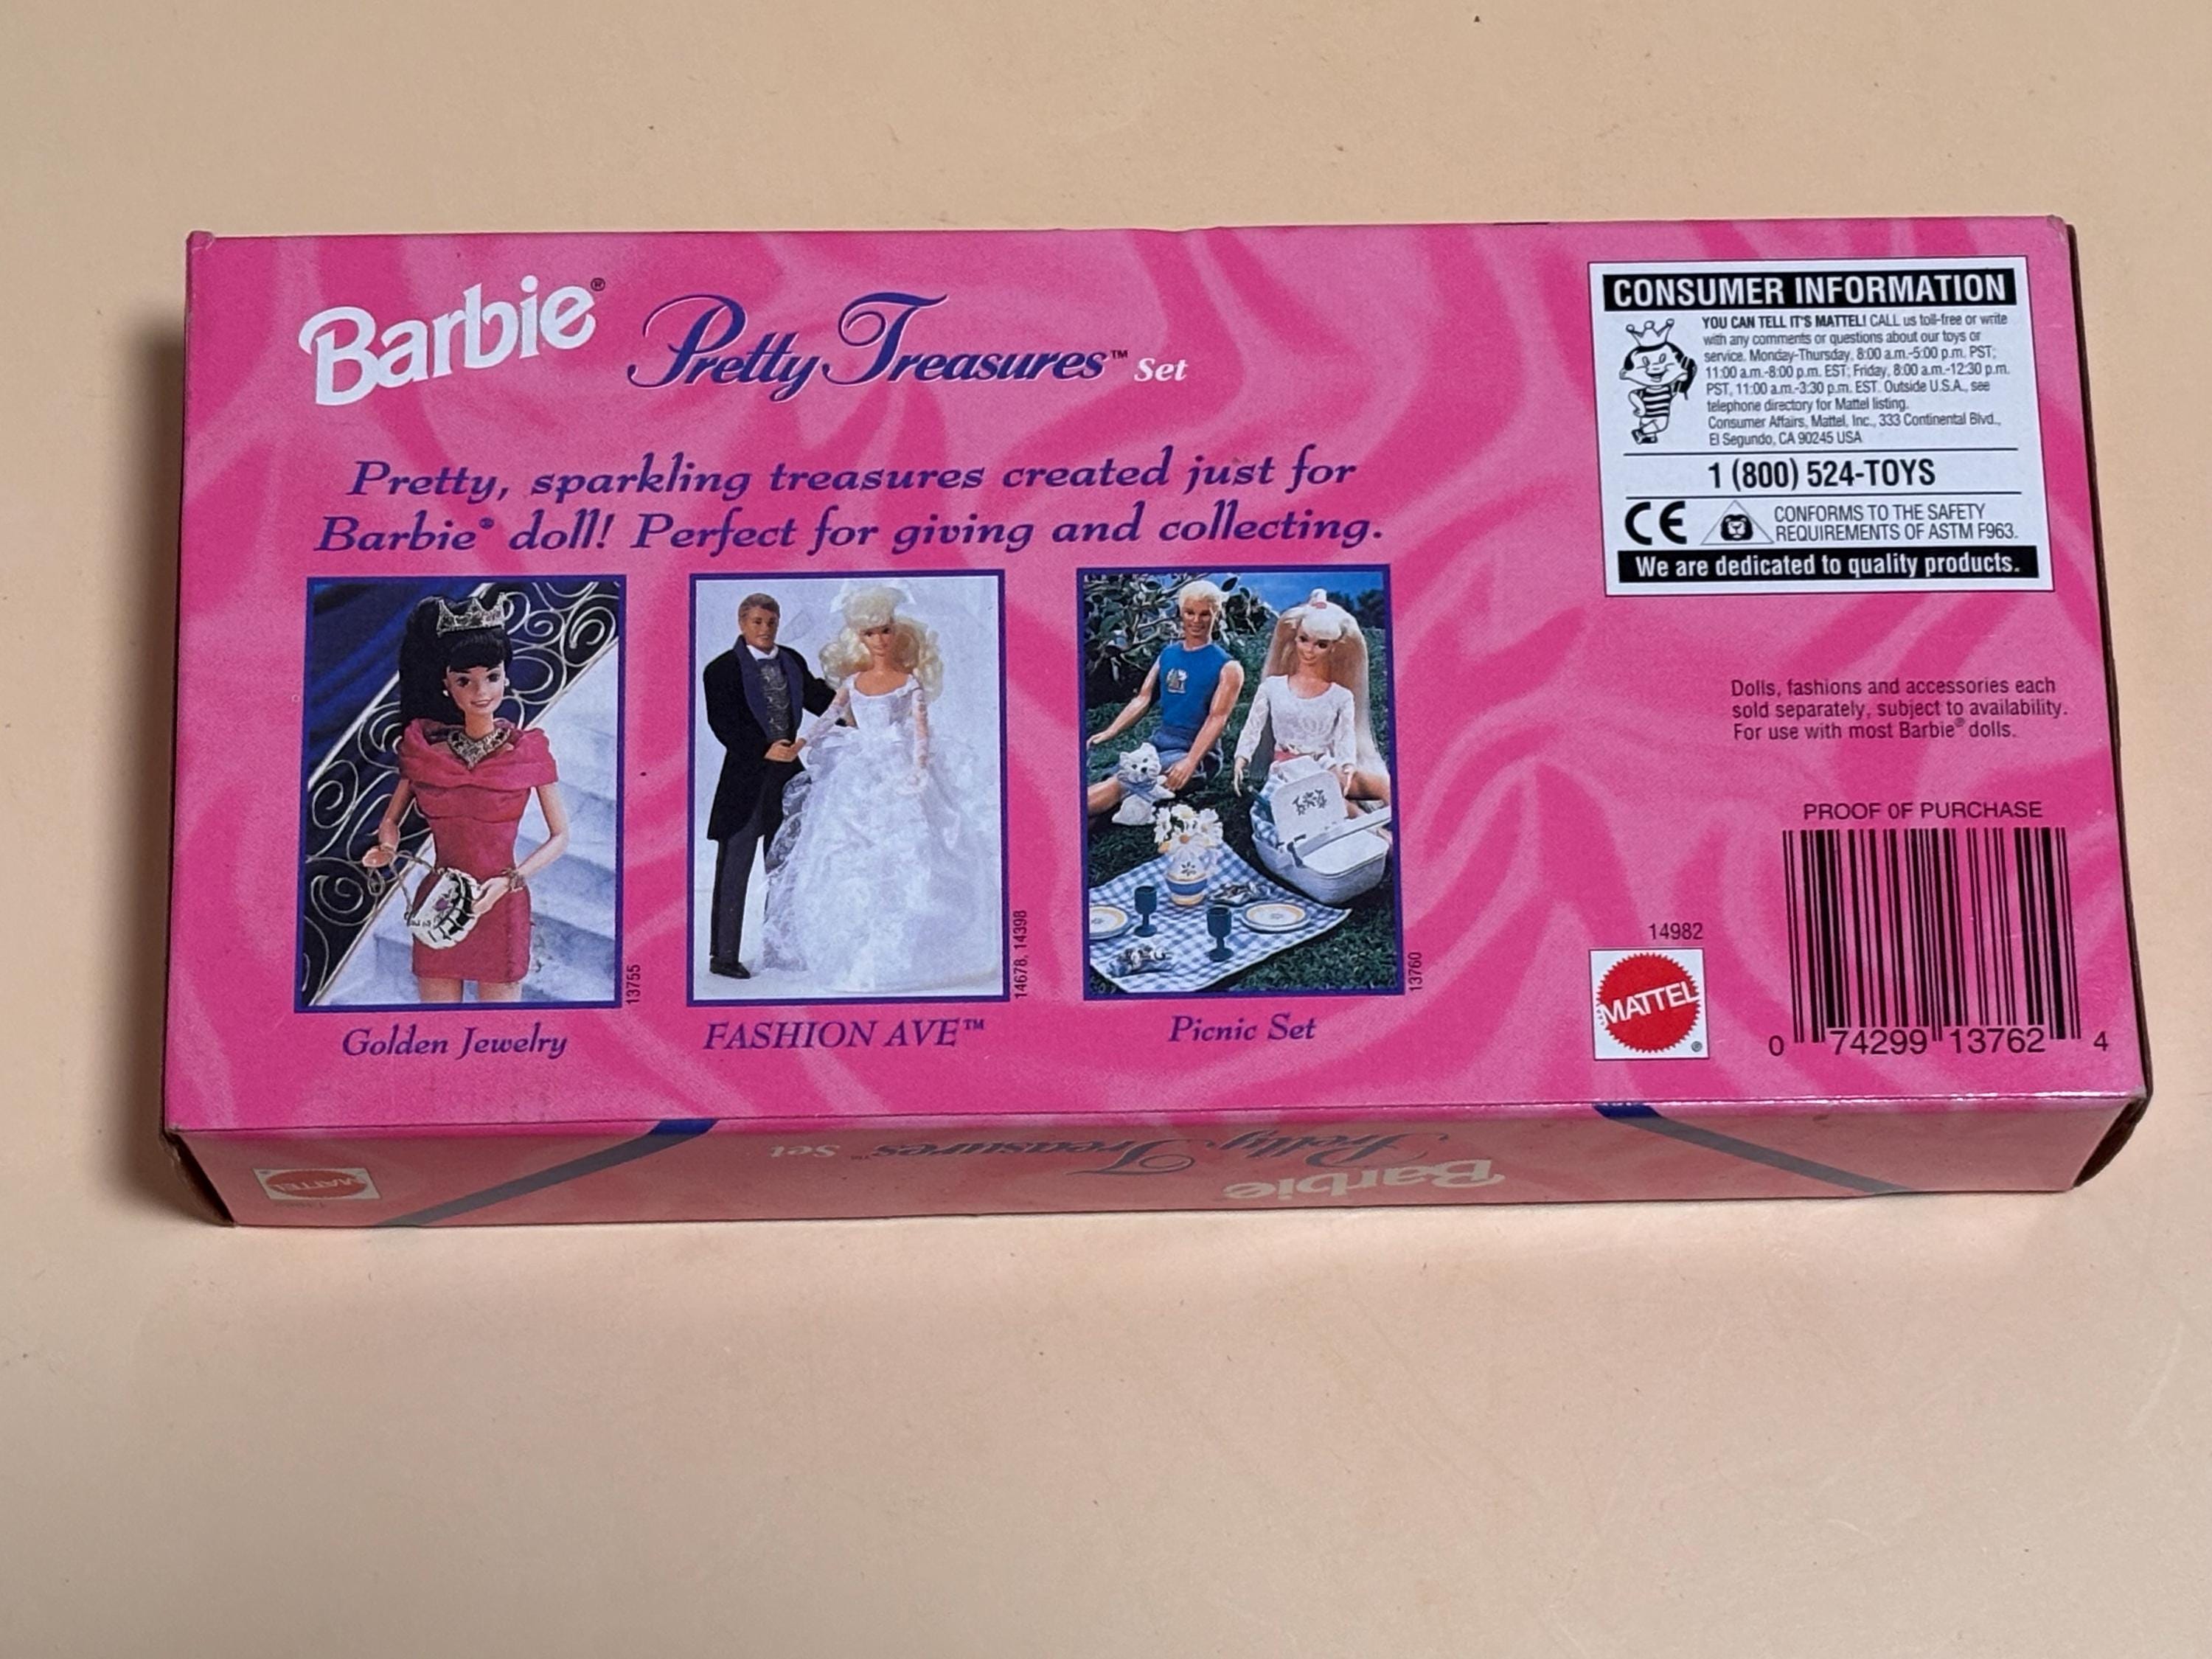 Barbie® Pretty Treasures™ Set
Pretty, sparkling treasures created just for
Barbie® doll! Perfect for giving and collecting.
13755
Golden Jewelry
14678, 14398
FASHION AVE™
13760
Picnic Set
CONSUMER INFORMATION
YOU CAN TELL IT'S MATTEL! CALL us toll-free or write
with any comments or questions about our toys or
service. Monday-Thursday, 8:00 a.m.-5:00 p.m. PST;
11:00 a.m.-8:00 p.m. EST; Friday, 8:00 a.m.-12:30 p.m.
PST, 11:00 a.m.-3:30 p.m. EST. Outside U.S.A., see
telephone directory for Mattel listing.
Consumer Affairs, Mattel, Inc., 333 Continental Blvd.,
El Segundo, CA 90245 USA
1 (800) 524-TOYS
CE
CONFORMS TO THE SAFETY
REQUIREMENTS OF ASTM F963.
We are dedicated to quality products.
Dolls, fashions and accessories each
sold separately, subject to availability.
For use with most Barbie® dolls.
PROOF OF PURCHASE
14982
MATTEL®
0 74299 13762 4
Barbie
Pretty Treasures™ Set
MATTEL